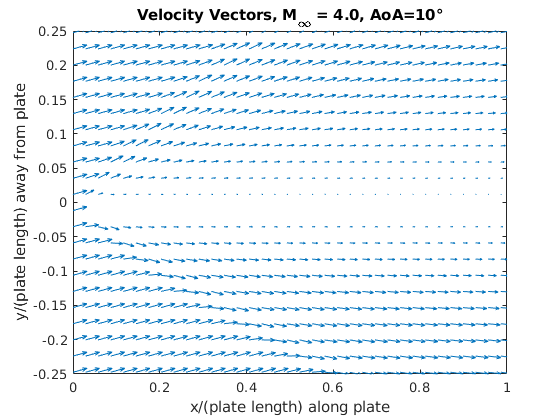 Velocity Vectors, M∞ = 4.0, AoA=10°
y/(plate length) away from plate
0.25
0.2
0.15
0.1
0.05
0
-0.05
-0.1
-0.15
-0.2
-0.25
0 0.2 0.4 0.6 0.8 1
x/(plate length) along plate